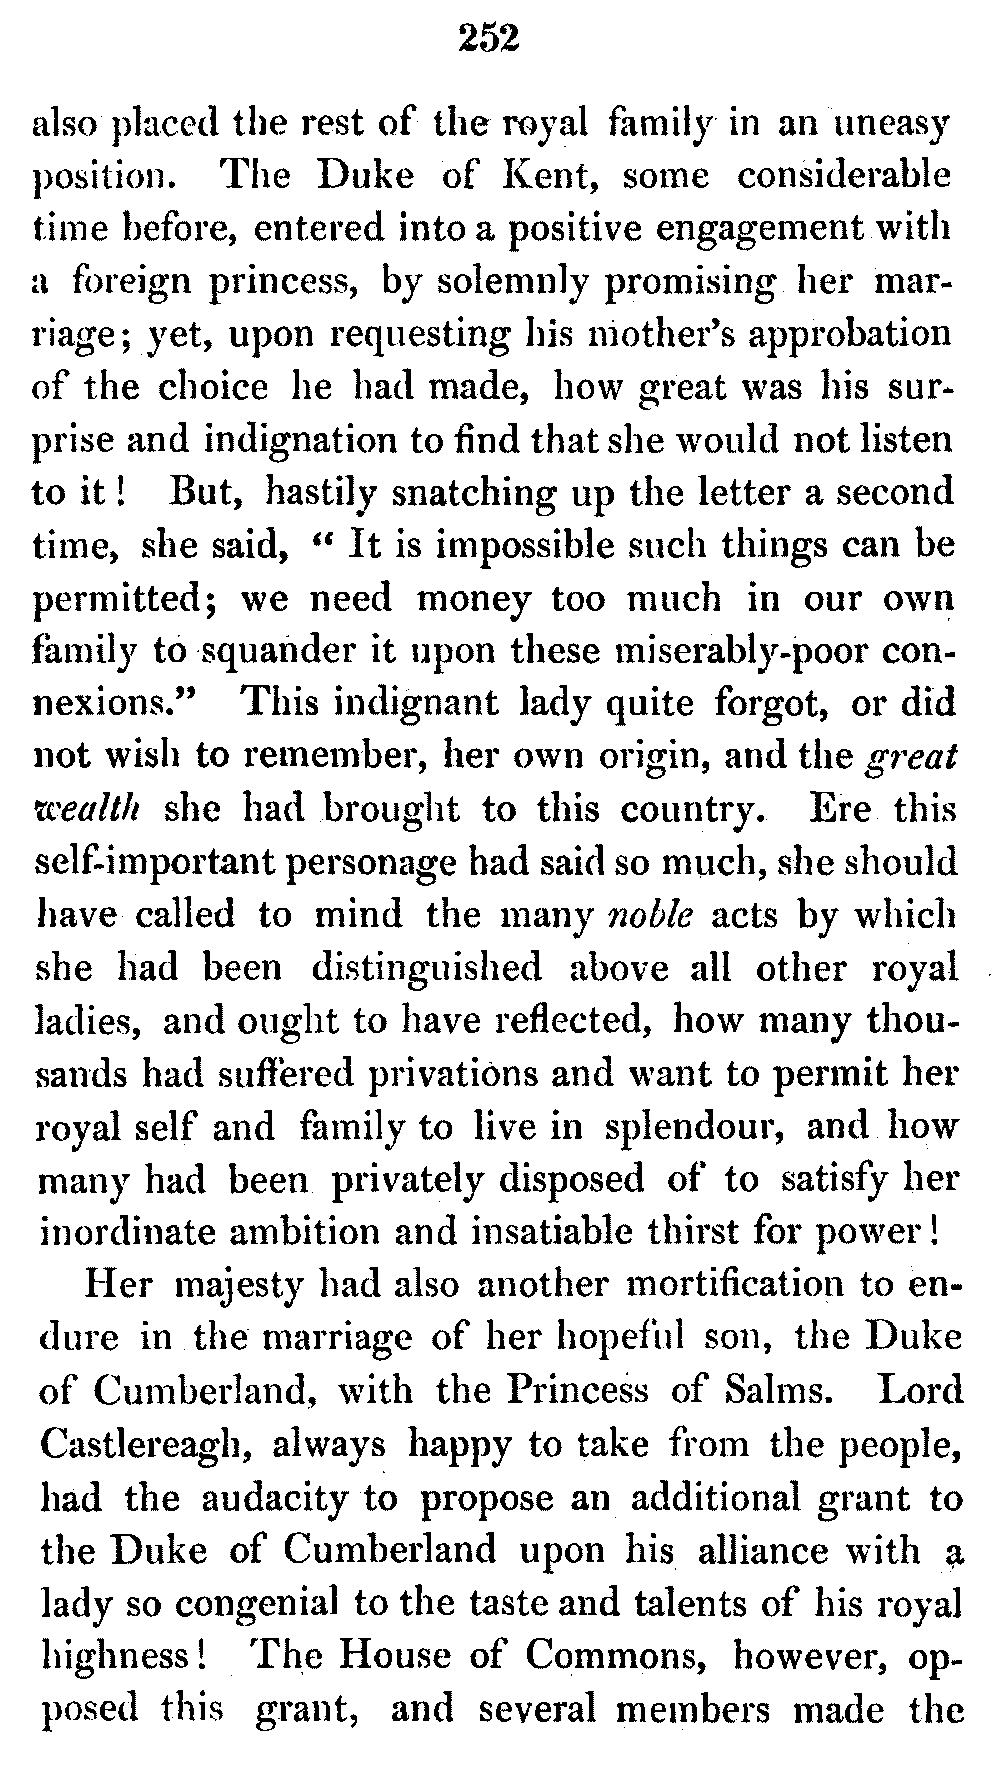 252
also placed the rest of the royal family in an uneasy
position. The Duke of Kent, some considerable
time before, entered into a positive engagement with
a foreign princess, by solemnly promising her mar-
riage; yet, upon requesting his mother's approbation
of the choice he had made, how great was his sur-
prise and indignation to find that she would not listen
to it! But, hastily snatching up the letter a second
time, she said, “ It is impossible such things can be
permitted; we need money too much in our own
family to squander it upon these miserably-poor con-
nexions.” This indignant lady quite forgot, or did
not wish to remember, her own origin, and the great
wealth she had brought to this country. Ere this
self-important personage had said so much, she should
have called to mind the many noble acts by which
she had been distinguished above all other royal
ladies, and ought to have reflected, how many thou-
sands had suffered privations and want to permit her
royal self and family to live in splendour, and how
many had been privately disposed of to satisfy her
inordinate ambition and insatiable thirst for power!
Her majesty had also another mortification to en-
dure in the marriage of her hopeful son, the Duke
of Cumberland, with the Princess of Salms. Lord
Castlereagh, always happy to take from the people,
had the audacity to propose an additional grant to
the Duke of Cumberland upon his alliance with a
lady so congenial to the taste and talents of his royal
highness! The House of Commons, however, op-
posed this grant, and several members made the